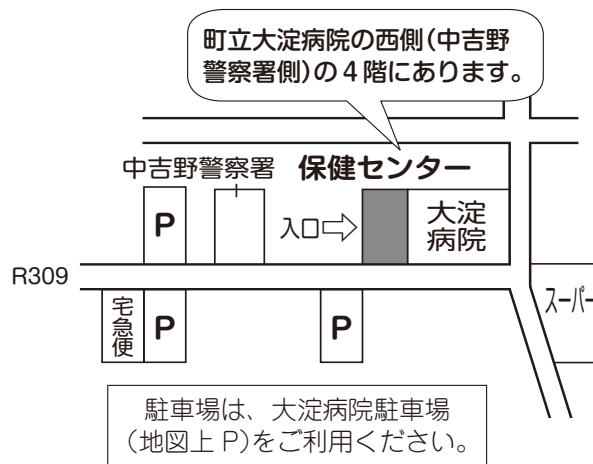 町立大淀病院の西側(中吉野
警察署側)の4階にあります。
中吉野警察署
保健センター
P
入口
大淀
病院
R309
宅急便
P
P
スーパー
駐車場は、大淀病院駐車場
(地図上 P)をご利用ください。